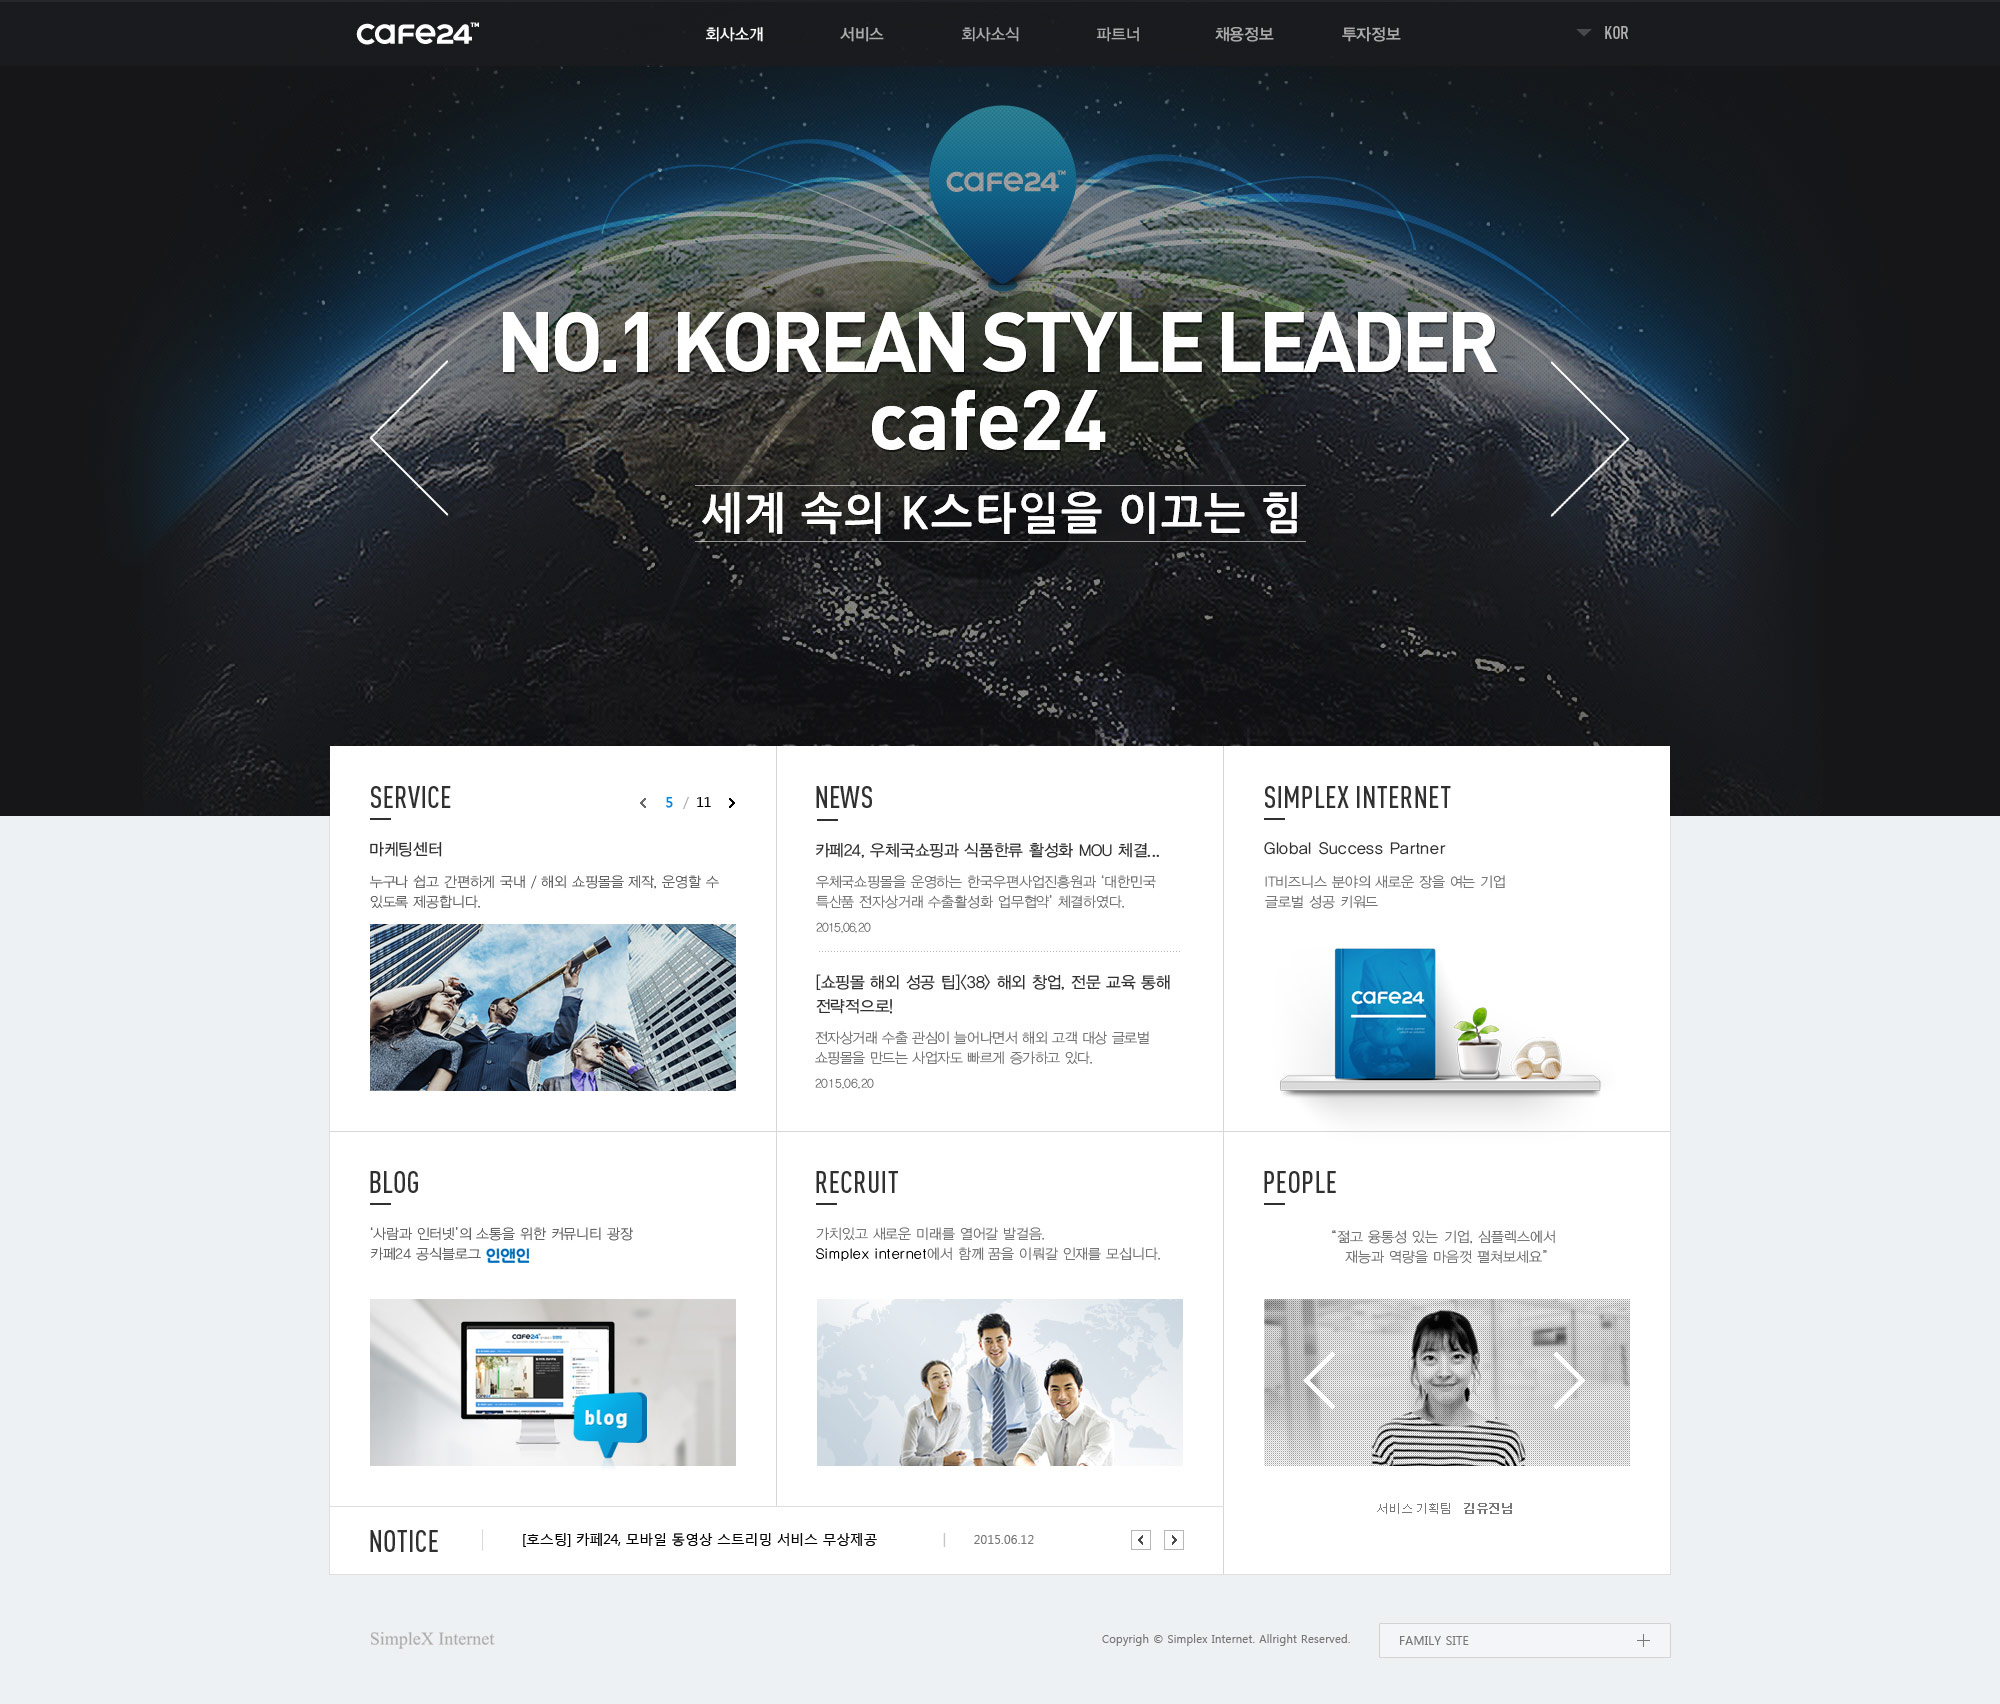 cafe24™
회사소개 서비스 회사소식 파트너 채용정보 투자정보
KOR
cafe24™
NO.1 KOREAN STYLE LEADER
cafe24
세계 속의 K스타일을 이끄는 힘
SERVICE
5 / 11
마케팅센터
누구나 쉽고 간편하게 국내 / 해외 쇼핑몰을 제작, 운영할 수
있도록 제공합니다.
NEWS
카페24, 우체국쇼핑과 식품한류 활성화 MOU 체결...
우체국쇼핑몰을 운영하는 한국우편사업진흥원과 ‘대한민국
특산품 전자상거래 수출활성화 업무협약’ 체결하였다.
2015.06.20
[쇼핑몰 해외 성공 팁]<38> 해외 창업, 전문 교육 통해
전략적으로!
전자상거래 수출 관심이 늘어나면서 해외 고객 대상 글로벌
쇼핑몰을 만드는 사업자도 빠르게 증가하고 있다.
2015.06.20
SIMPLEX INTERNET
Global Success Partner
IT비즈니스 분야의 새로운 장을 여는 기업
글로벌 성공 키워드
cafe24
BLOG
‘사람과 인터넷’의 소통을 위한 커뮤니티 광장
카페24 공식블로그 인앤인
cafe24
blog
RECRUIT
가치있고 새로운 미래를 열어갈 발걸음.
Simplex internet에서 함께 꿈을 이뤄갈 인재를 모십니다.
PEOPLE
“젊고 융통성 있는 기업, 심플렉스에서
재능과 역량을 마음껏 펼쳐보세요”
서비스 기획팀 김유진님
NOTICE
[호스팅] 카페24, 모바일 동영상 스트리밍 서비스 무상제공 | 2015.06.12
SimpleX Internet
Copyrigh © Simplex Internet. Allright Reserved.
FAMILY SITE